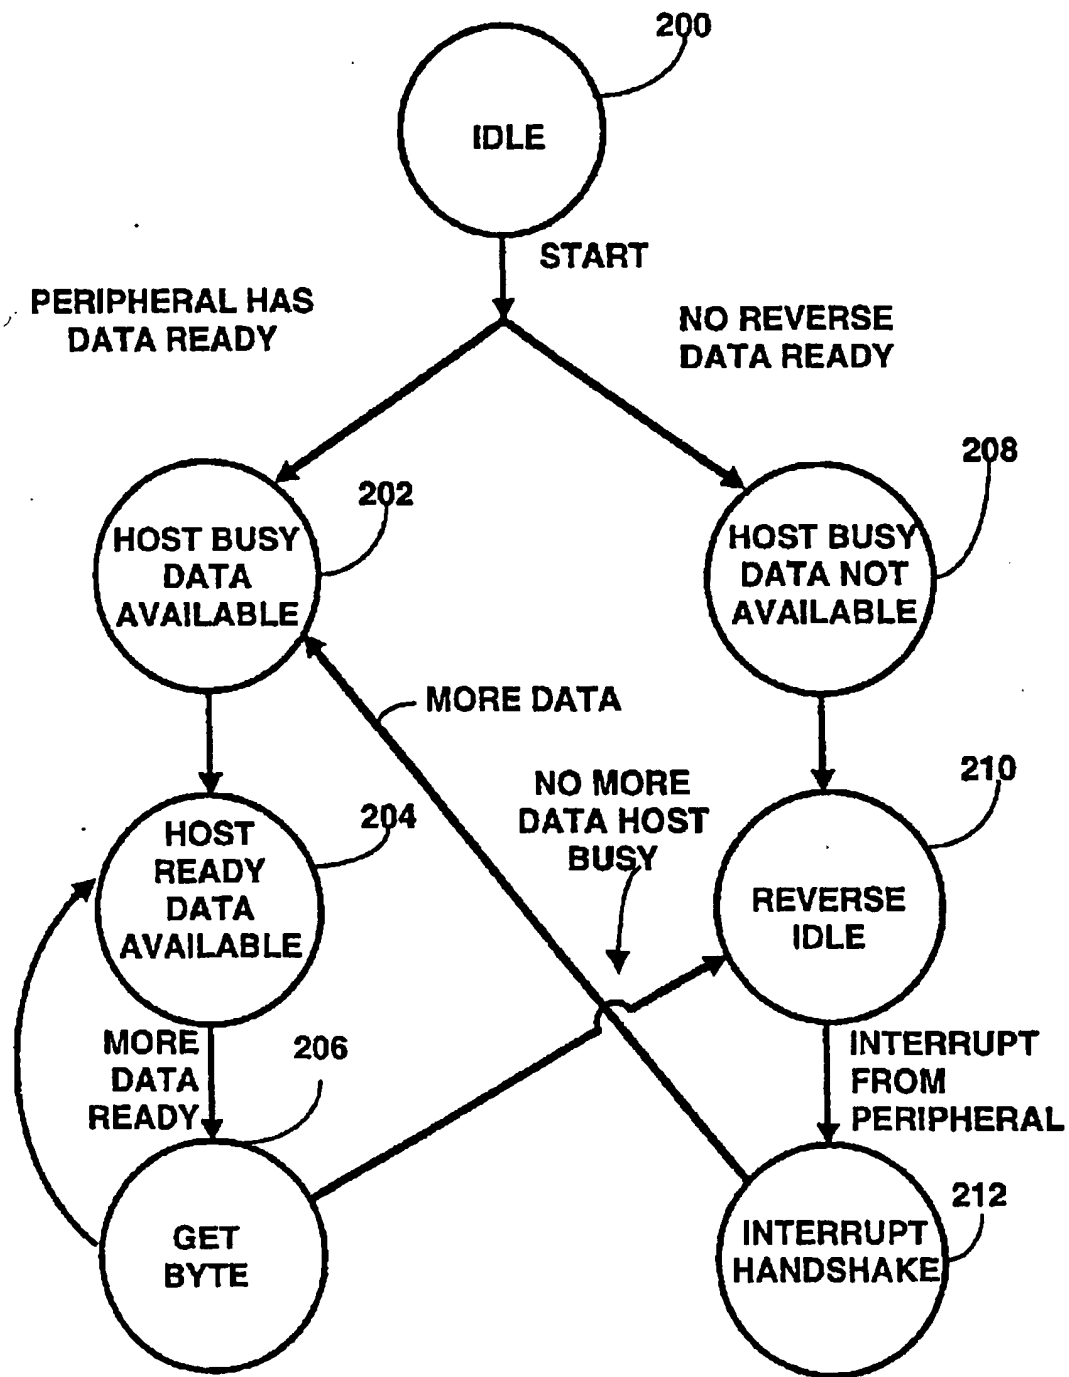 200
IDLE
START
PERIPHERAL HAS
DATA READY
NO REVERSE
DATA READY
202
HOST BUSY
DATA
AVAILABLE
208
HOST BUSY
DATA NOT
AVAILABLE
MORE DATA
NO MORE
DATA HOST
BUSY
204
HOST
READY
DATA
AVAILABLE
210
REVERSE
IDLE
MORE
DATA
READY
206
INTERRUPT
FROM
PERIPHERAL
GET
BYTE
212
INTERRUPT
HANDSHAKE